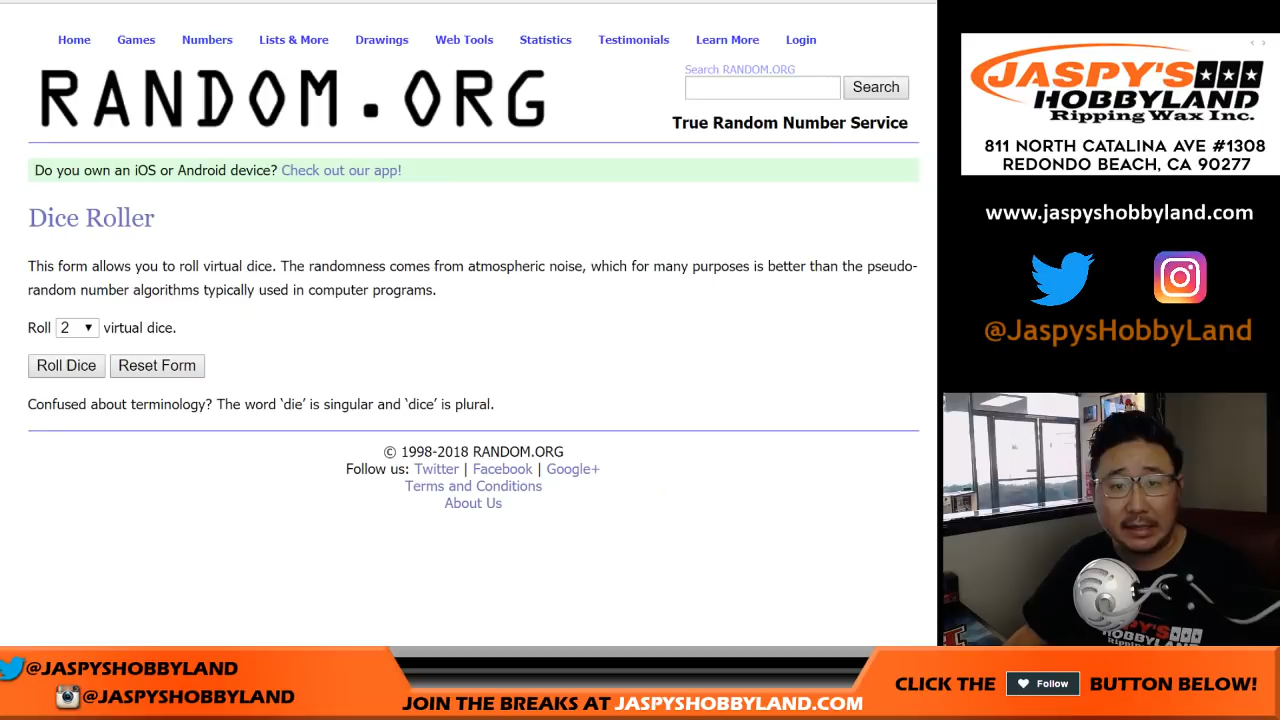 Home Games Numbers Lists & More Drawings Web Tools Statistics Testimonials Learn More Login
RANDOM.ORG
Search RANDOM.ORG
Search
True Random Number Service
Do you own an iOS or Android device? Check out our app!
Dice Roller
This form allows you to roll virtual dice. The randomness comes from atmospheric noise, which for many purposes is better than the pseudo-
random number algorithms typically used in computer programs.
Roll 2 virtual dice.
Roll Dice Reset Form
Confused about terminology? The word ‘die’ is singular and ‘dice’ is plural.
© 1998-2018 RANDOM.ORG
Follow us: Twitter | Facebook | Google+
Terms and Conditions
About Us
JASPY'S
HOBBYLAND
Ripping Wax Inc.
811 NORTH CATALINA AVE #1308
REDONDO BEACH, CA 90277
www.jaspyshobbyland.com
@JaspysHobbyLand
JASPY'S
HOBBYLAND
@JASPYSHOBBYLAND
@JASPYSHOBBYLAND
JOIN THE BREAKS AT JASPYSHOBBYLAND.COM
CLICK THE Follow BUTTON BELOW!